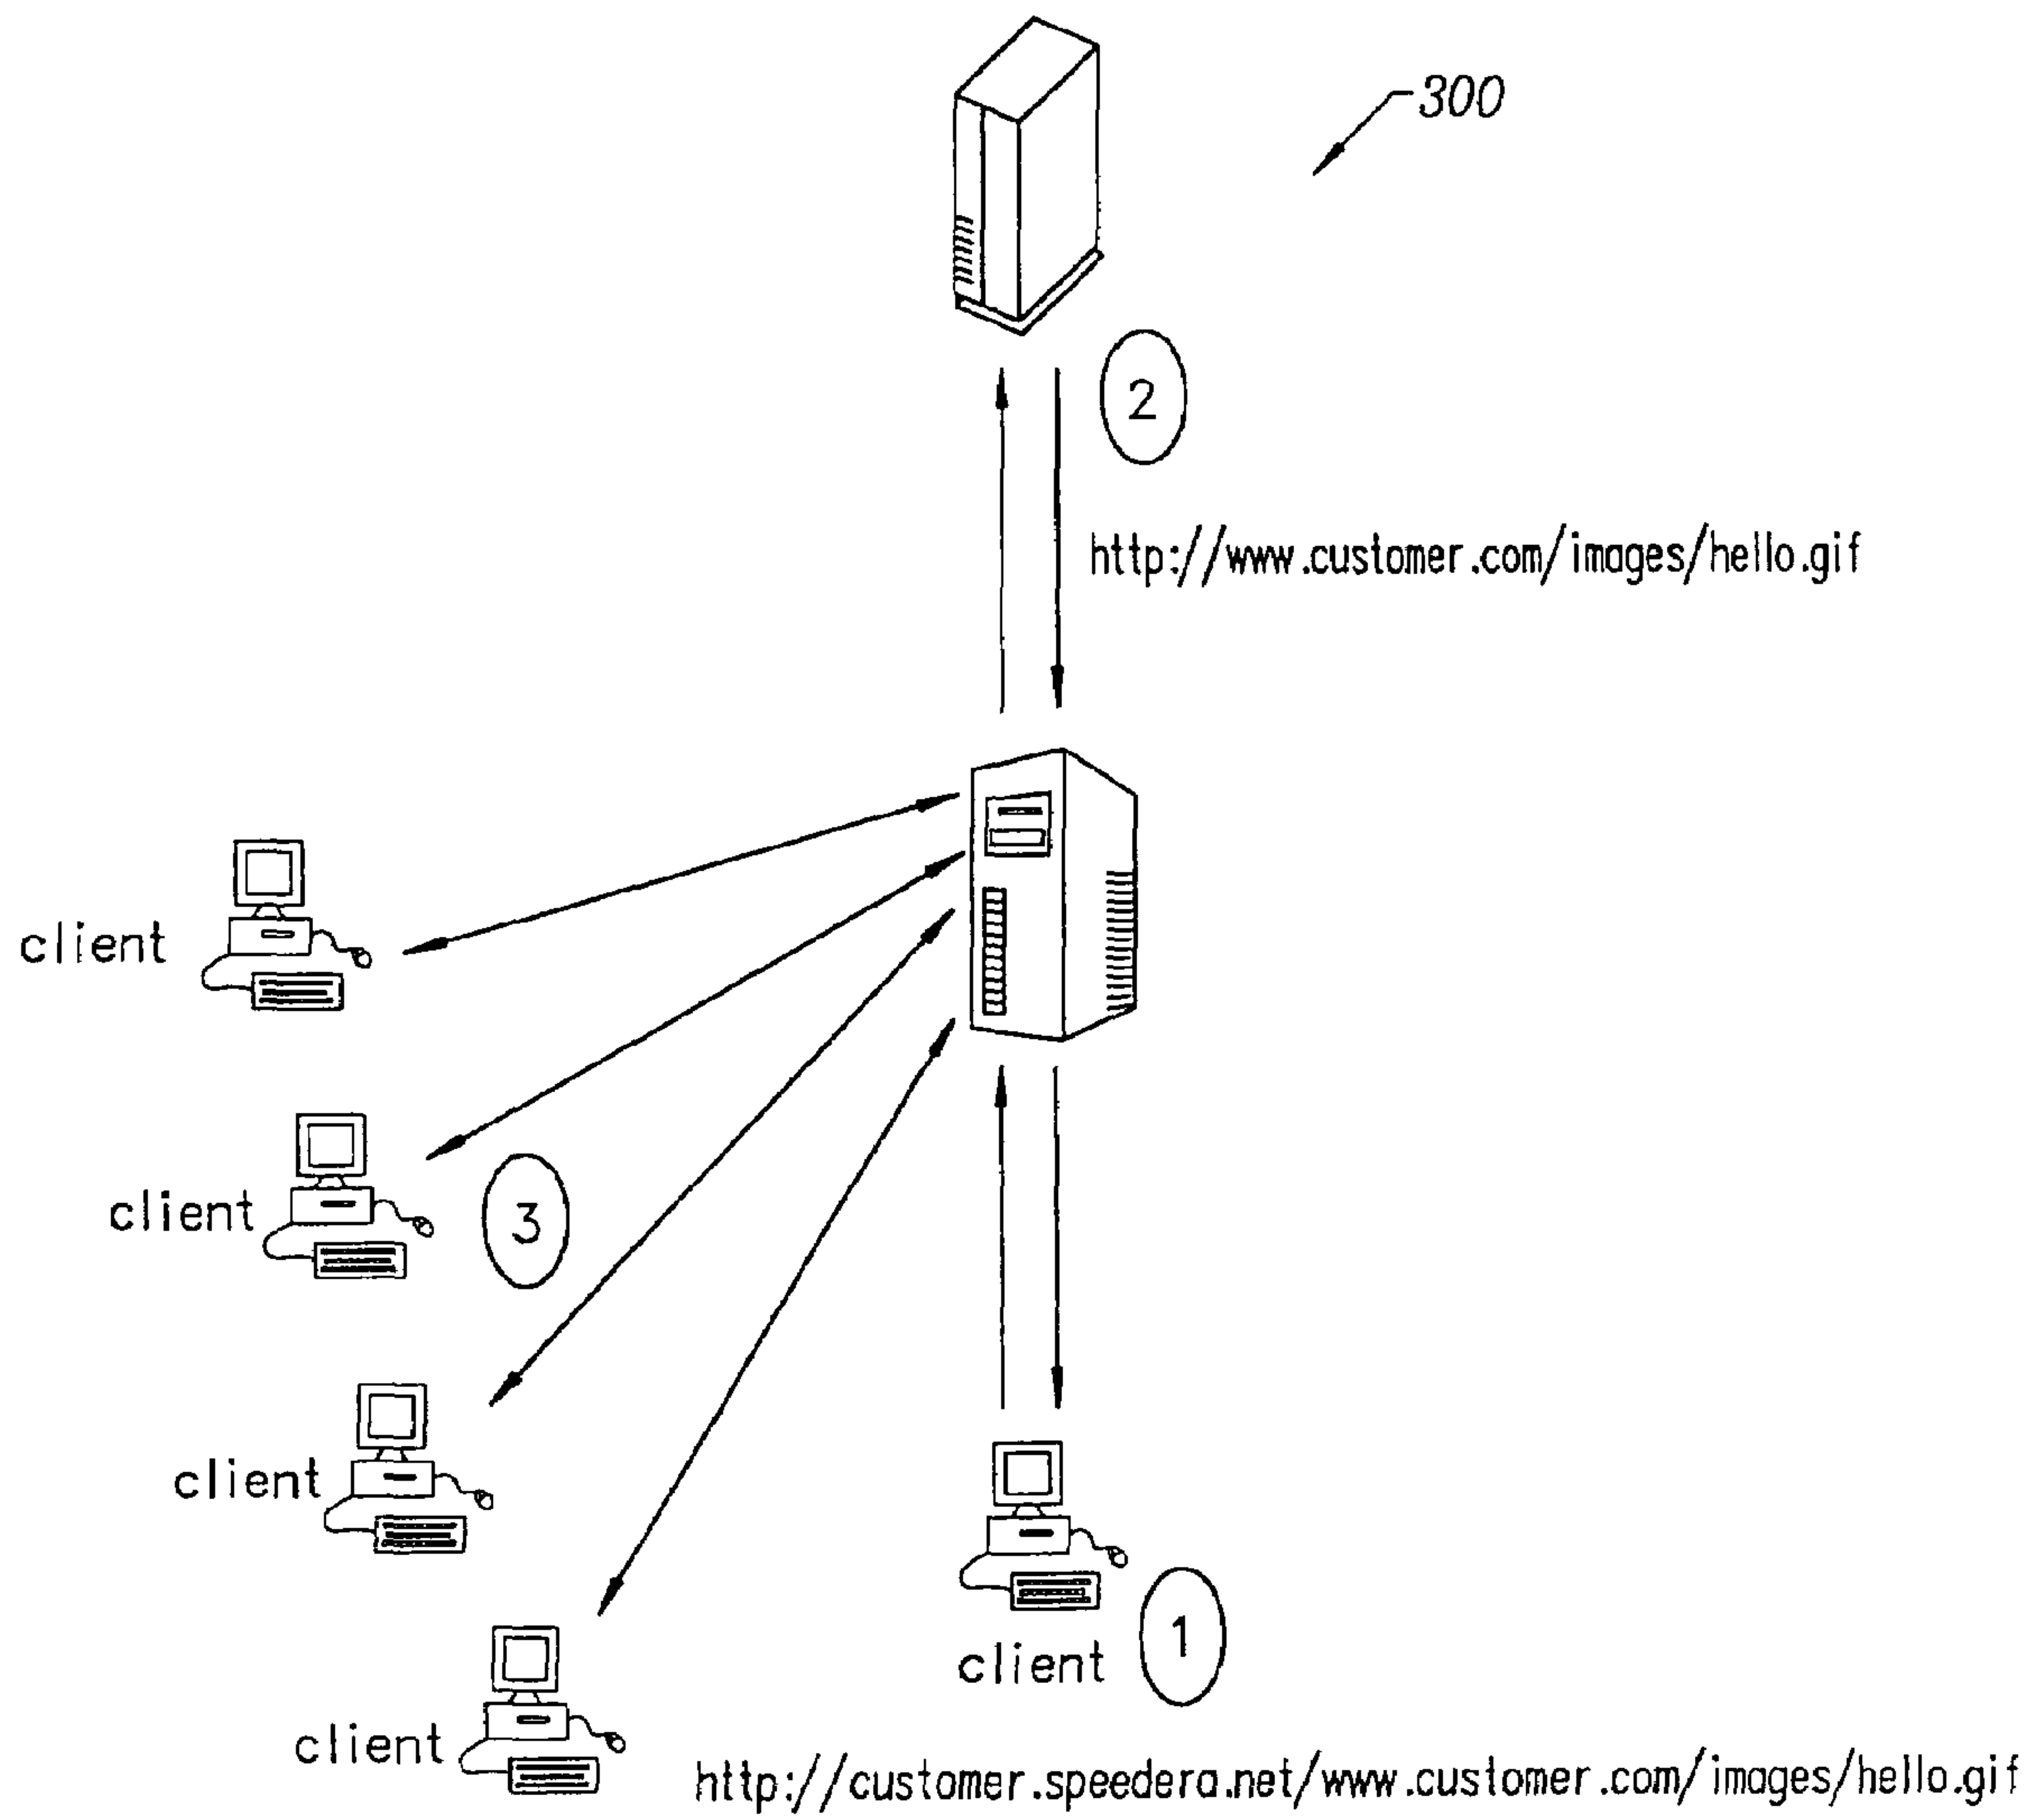 300
2
http://www.customer.com/images/hello.gif
client
client
3
client
client
1
client
http://customer.speedera.net/www.customer.com/images/hello.gif